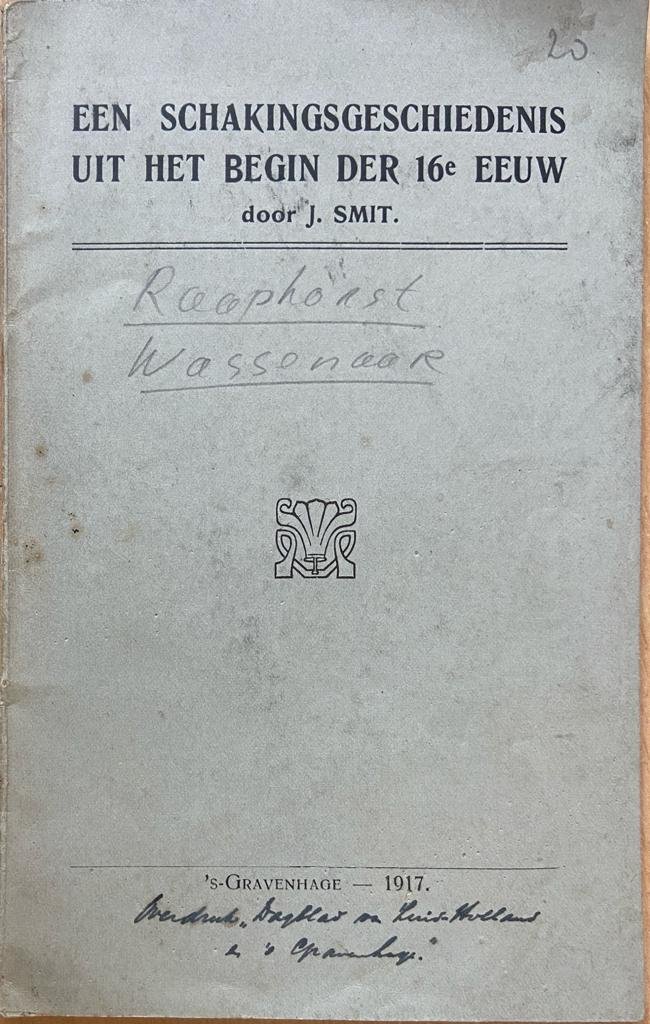 20
EEN SCHAKINGSGESCHIEDENIS
UIT HET BEGIN DER 16e EEUW
door J. SMIT.
Raaphorst
Wassenaar
'S-GRAVENHAGE — 1917.
Overdruk „Dagblad van Zuid-Holland
en 's Gravenhage."